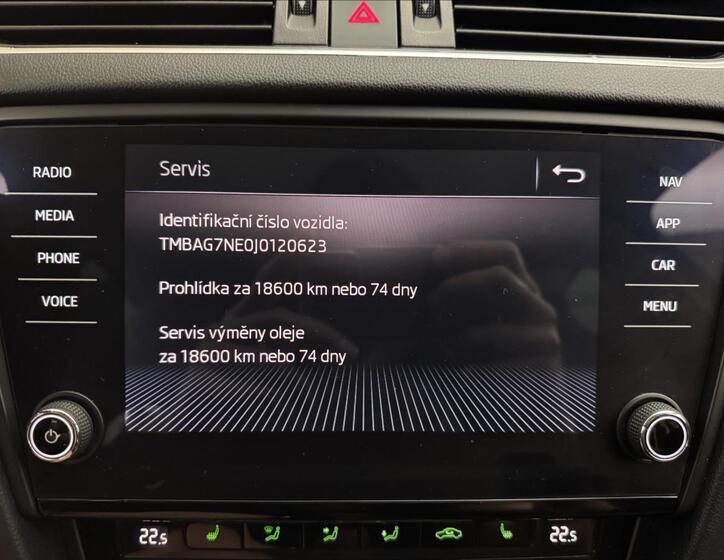 Servis
RADIO
NAV
MEDIA
Identifikační číslo vozidla:
APP
TMBAG7NE0J0120623
PHONE
CAR
Prohlídka za 18600 km nebo 74 dny
VOICE
MENU
Servis výměny oleje
za 18600 km nebo 74 dny
22.5
22.5